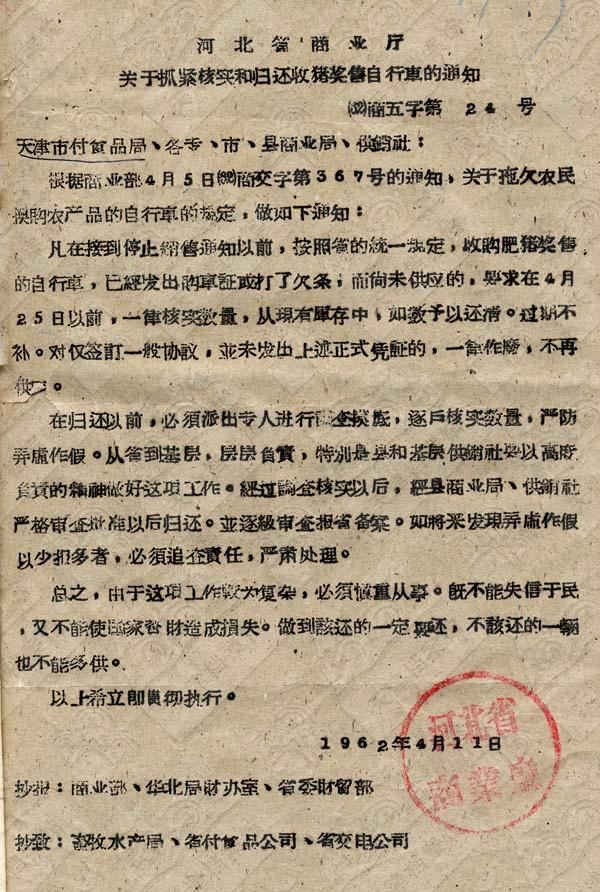 河北省商业厅
关于抓紧核实和归还收猪奖售自行車的通知
(62)商五字第 24 号
天津市付食品局、各专、市、县商业局、供銷社：
根据商业部4月5日(62)商交字第367号的通知，关于拖欠农民
换购农产品的自行車的规定，做如下通知：
凡在接到停止銷售通知以前，按照省的統一规定，收购肥猪奖售
的自行車，已經发出购車証或打了欠条，而尚未供应的，要求在4月
25日以前，一律核实数量，从現有庫存中，如数予以还清。过期不
补。对仅签訂一般协議，並未发出上述正式凭証的，一律作廢，不再
供应。
在归还以前，必須派出专人进行調查摸底，逐戶核实数量，严防
弄虛作假。从省到基层，层层負責，特別是县和基层供銷社要以高度
負責的精神做好这項工作。經过調查核实以后，經县商业局、供銷社
严格审查批准以后归还。並逐級审查报省备案。如將来发現弄虛作假
以少报多者，必須追查責任，严肃处理。
总之，由于这項工作較为复杂，必須慎重从事。既不能失信于民
，又不能使国家資財造成損失。做到該还的一定要还，不該还的一輛
也不能多供。
以上希立即貫彻执行。
1962年4月11日
河北省
商業廳
抄报：商业部、华北局財办室、省委財貿部
抄致：畜牧水产局、省付食品公司、省交电公司